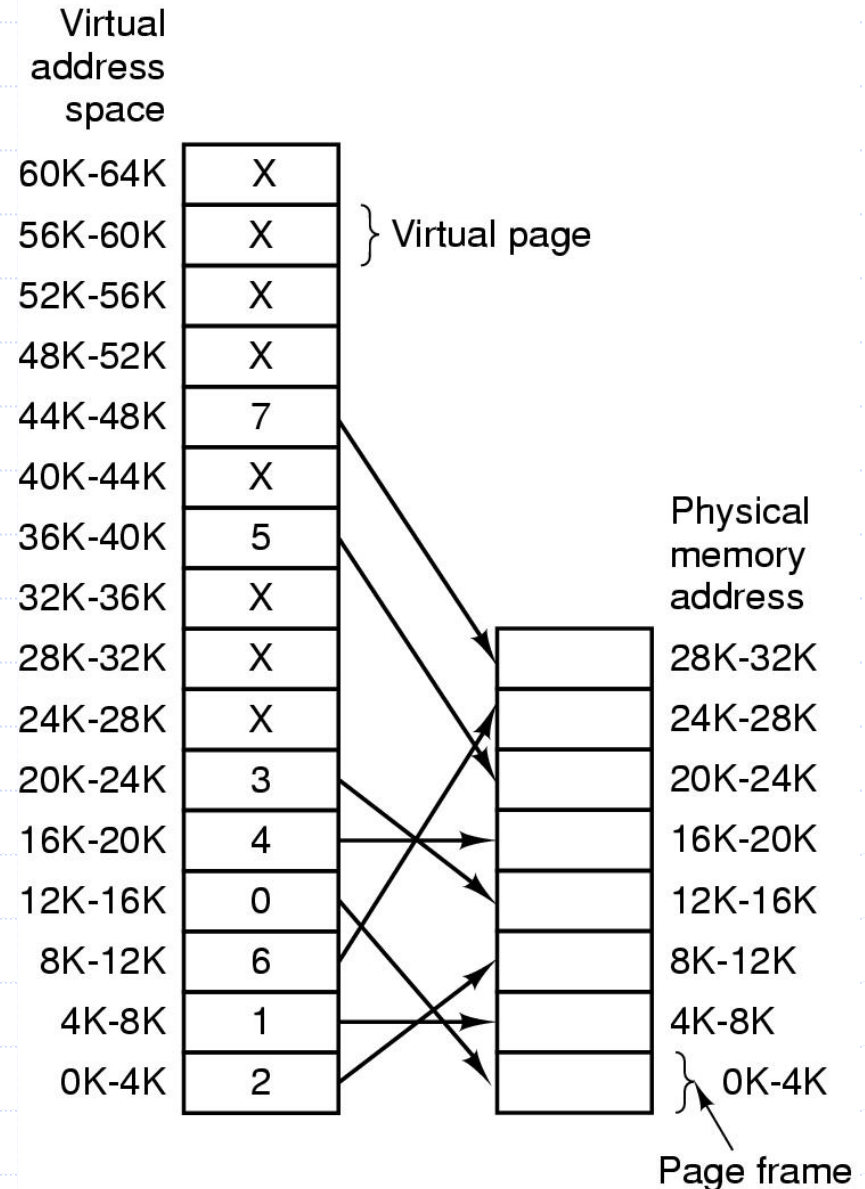 Virtual
address
space
60K-64K X
56K-60K X } Virtual page
52K-56K X
48K-52K X
44K-48K 7
40K-44K X
36K-40K 5
32K-36K X
28K-32K X
24K-28K X
20K-24K 3
16K-20K 4
12K-16K 0
8K-12K 6
4K-8K 1
0K-4K 2
Physical
memory
address
28K-32K
24K-28K
20K-24K
16K-20K
12K-16K
8K-12K
4K-8K
} 0K-4K
Page frame